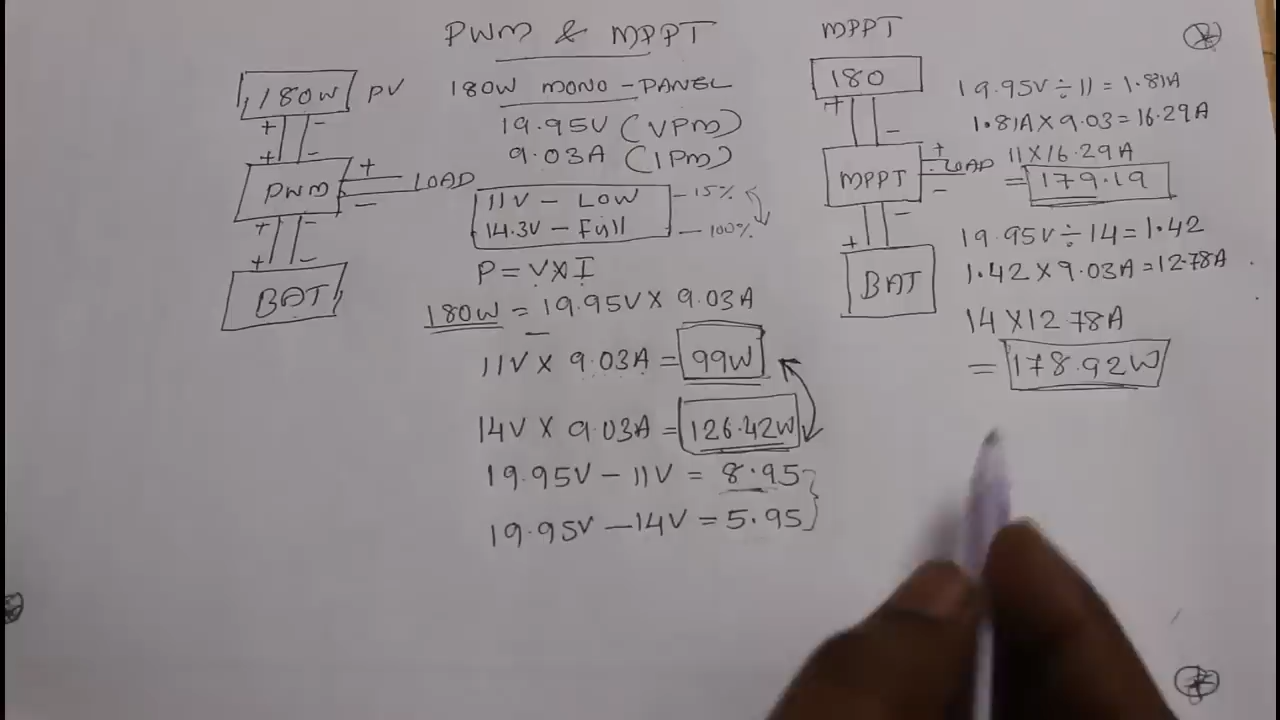 PWM & MPPT
180W PV
+ -
+ -
PWM
+
LOAD
-
+ -
+ -
BAT
180W MONO-PANEL
19.95V (VPM)
9.03A (IPM)
11V - LOW - 15%
14.3V - Full - 100%
P = V X I
180W = 19.95V X 9.03A
11V X 9.03A = 99W
14V X 9.03A = 126.42W
19.95V - 11V = 8.95
19.95V - 14V = 5.95
MPPT
180
+ -
MPPT
+
LOAD
-
-
+
BAT
19.95V ÷ 11 = 1.81A
1.81A X 9.03 = 16.29A
11 X 16.29A
= 179.19
19.95V ÷ 14 = 1.42
1.42 X 9.03A = 12.78A
14 X 12.78A
= 178.92W